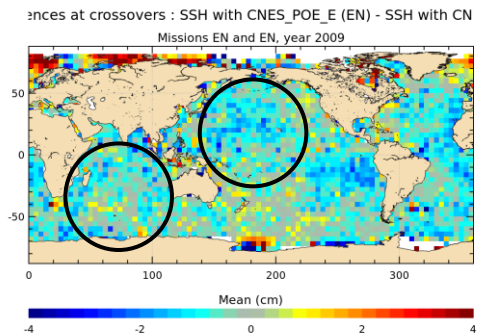 ences at crossovers : SSH with CNES_POE_E (EN) - SSH with CN
Missions EN and EN, year 2009
50
0
-50
0 100 200 300
Mean (cm)
-4 -2 0 2 4